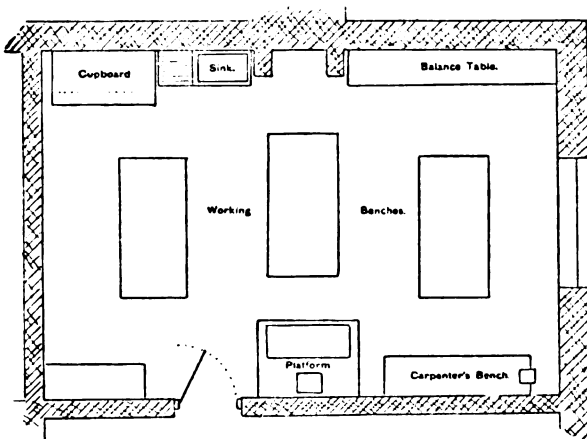 Cupboard
Sink.
Balance Table.
Working Benches.
Platform
Carpenter's Bench